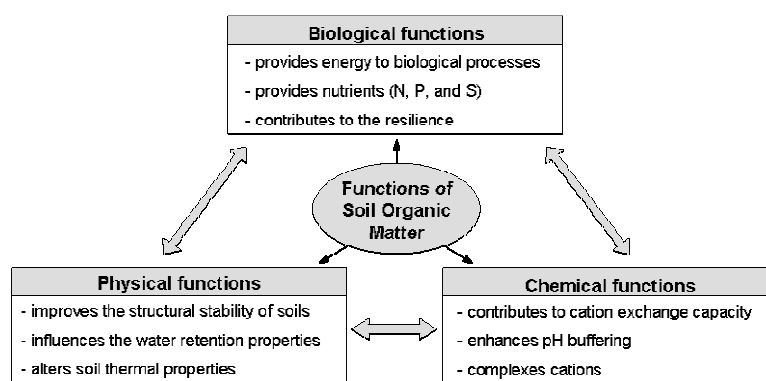 Biological functions
- provides energy to biological processes
- provides nutrients (N, P, and S)
- contributes to the resilience
Functions of
Soil Organic
Matter
Physical functions
- improves the structural stability of soils
- influences the water retention properties
- alters soil thermal properties
Chemical functions
- contributes to cation exchange capacity
- enhances pH buffering
- complexes cations